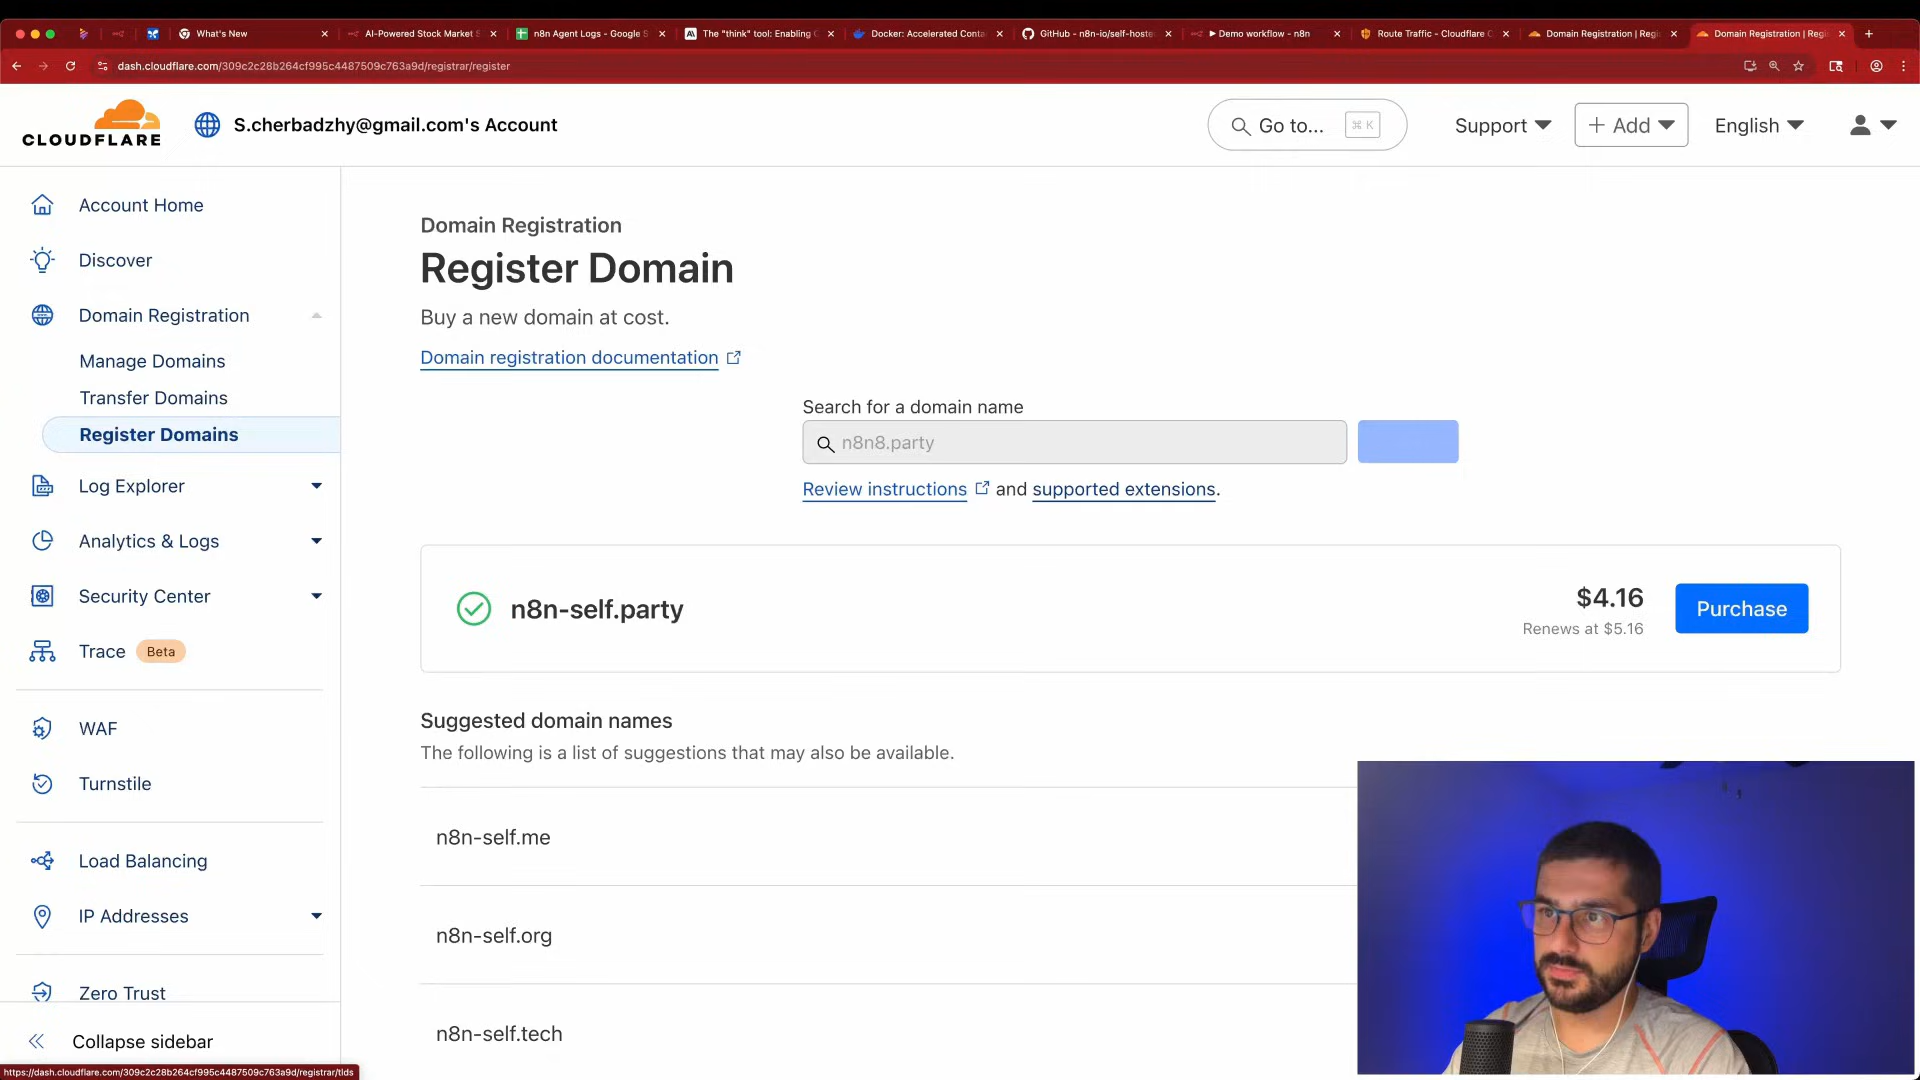 What's New
AI-Powered Stock Market S
n8n Agent Logs - Google S
The "think" tool: Enabling C
Docker: Accelerated Conta
GitHub - n8n-io/self-hoste
Demo workflow - n8n
Route Traffic - Cloudflare C
Domain Registration | Regi
Domain Registration | Regi
dash.cloudflare.com/309c2c28b264cf995c4487509c763a9d/registrar/register
CLOUDFLARE
S.cherbadzhy@gmail.com's Account
Go to...
⌘ K
Support
+ Add
English
Account Home
Discover
Domain Registration
Manage Domains
Transfer Domains
Register Domains
Log Explorer
Analytics & Logs
Security Center
Trace Beta
WAF
Turnstile
Load Balancing
IP Addresses
Zero Trust
Collapse sidebar
https://dash.cloudflare.com/309c2c28b264cf995c4487509c763a9d/registrar/tlds
Domain Registration
Register Domain
Buy a new domain at cost.
Domain registration documentation
Search for a domain name
n8n8.party
Review instructions and supported extensions.
n8n-self.party
$4.16
Renews at $5.16
Purchase
Suggested domain names
The following is a list of suggestions that may also be available.
n8n-self.me
n8n-self.org
n8n-self.tech